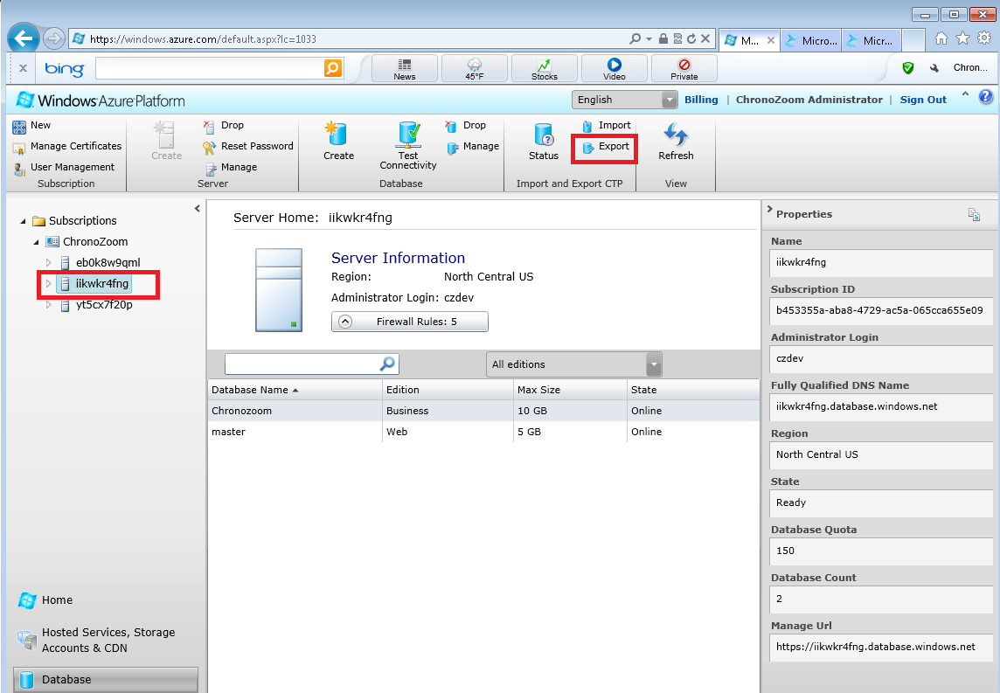 https://windows.azure.com/default.aspx?lc=1033
M...
Micro...
Micr...
bing
News
45°F
Stocks
Video
Private
Chron...
Windows Azure Platform
English
Billing | ChronoZoom Administrator | Sign Out
New
Manage Certificates
User Management
Subscription
Create
Drop
Reset Password
Manage
Server
Create
Test Connectivity
Drop
Manage
Database
Status
Import
Export
Import and Export CTP
Refresh
View
Subscriptions
ChronoZoom
eb0k8w9qml
iikwkr4fng
yt5cx7f20p
Home
Hosted Services, Storage
Accounts & CDN
Database
Server Home: iikwkr4fng
Server Information
Region: North Central US
Administrator Login: czdev
Firewall Rules: 5
All editions
Database Name Edition Max Size State
Chronozoom Business 10 GB Online
master Web 5 GB Online
Properties
Name
iikwkr4fng
Subscription ID
b453355a-aba8-4729-ac5a-065cca655e09
Administrator Login
czdev
Fully Qualified DNS Name
iikwkr4fng.database.windows.net
Region
North Central US
State
Ready
Database Quota
150
Database Count
2
Manage Url
https://iikwkr4fng.database.windows.net